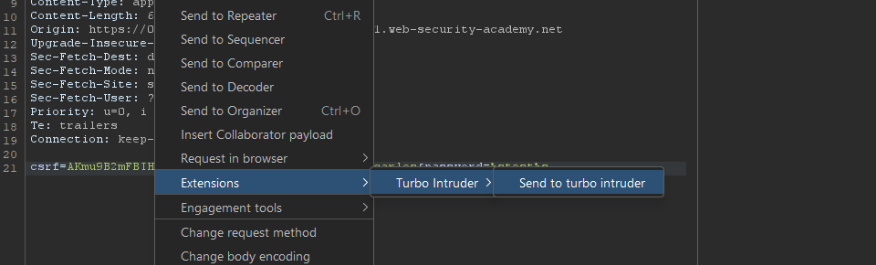 9 Content-Type: app
10 Content-Length: 6
11 Origin: https://0 1.web-security-academy.net
12 Upgrade-Insecure-
13 Sec-Fetch-Dest: d
14 Sec-Fetch-Mode: n
15 Sec-Fetch-Site: s
16 Sec-Fetch-User: ?
17 Priority: u=0, i
18 Te: trailers
19 Connection: keep-
20
21 csrf=AKmu9B2mFBIH
Send to Repeater Ctrl+R
Send to Sequencer
Send to Comparer
Send to Decoder
Send to Organizer Ctrl+O
Insert Collaborator payload
Request in browser
Extensions
Turbo Intruder
Send to turbo intruder
Engagement tools
Change request method
Change body encoding